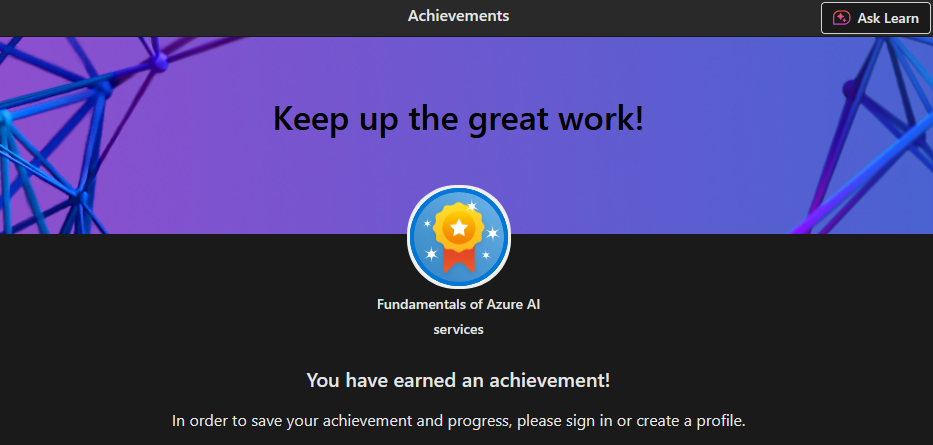 Achievements
Ask Learn
Keep up the great work!
Fundamentals of Azure AI
services
You have earned an achievement!
In order to save your achievement and progress, please sign in or create a profile.